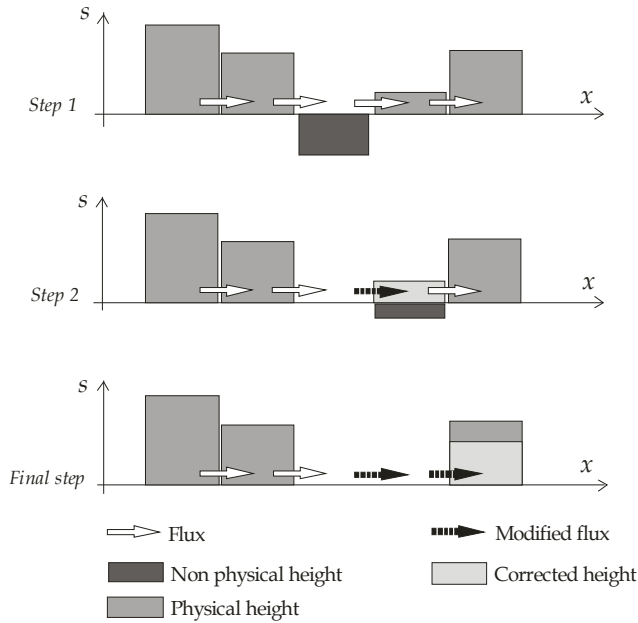 s
x
Step 1
s
x
Step 2
s
x
Final step
Flux
Modified flux
Non physical height
Corrected height
Physical height